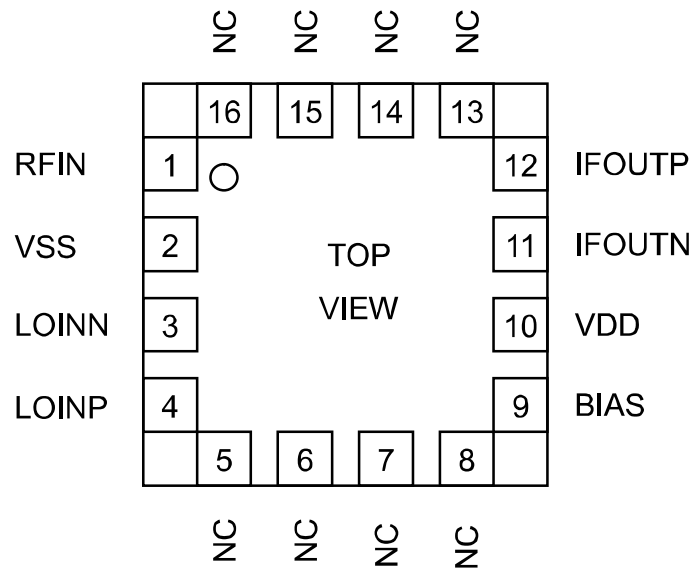 NC NC NC NC
16 15 14 13
RFIN 1 12 IFOUTP
VSS 2 11 IFOUTN
TOP
VIEW
LOINN 3 10 VDD
LOINP 4 9 BIAS
5 6 7 8
NC NC NC NC